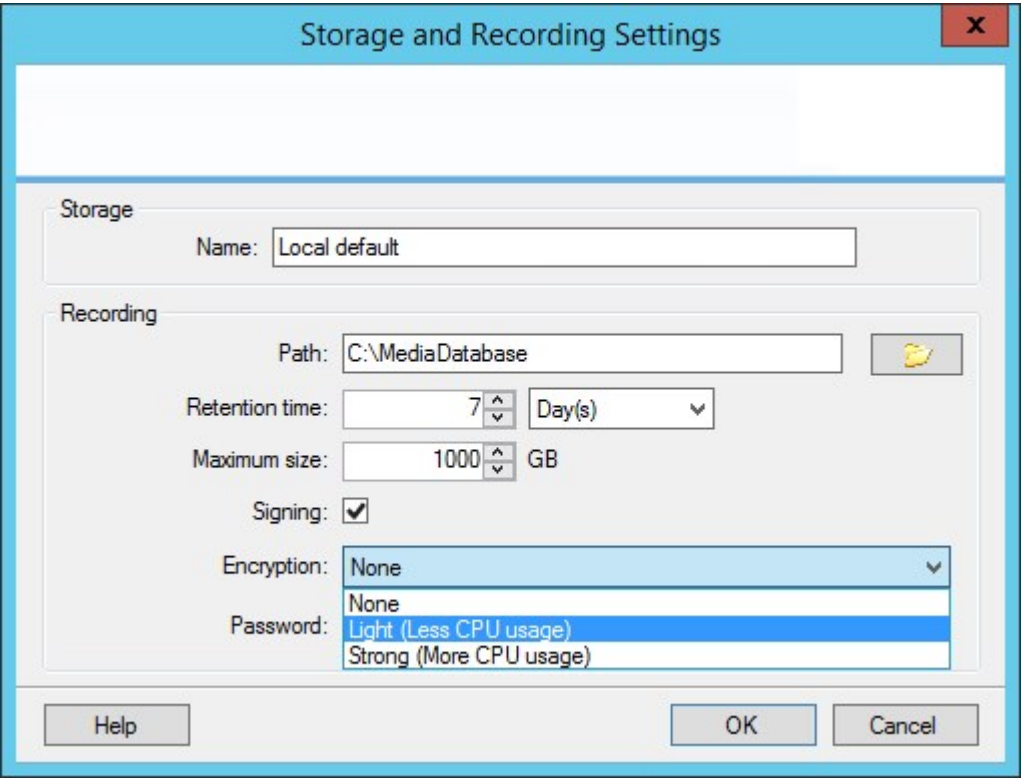 Storage and Recording Settings
x
Storage
Name: Local default
Recording
Path: C:\MediaDatabase
Retention time: 7 Day(s)
Maximum size: 1000 GB
Signing:
Encryption: None
None
Password: Light (Less CPU usage)
Strong (More CPU usage)
Help OK Cancel